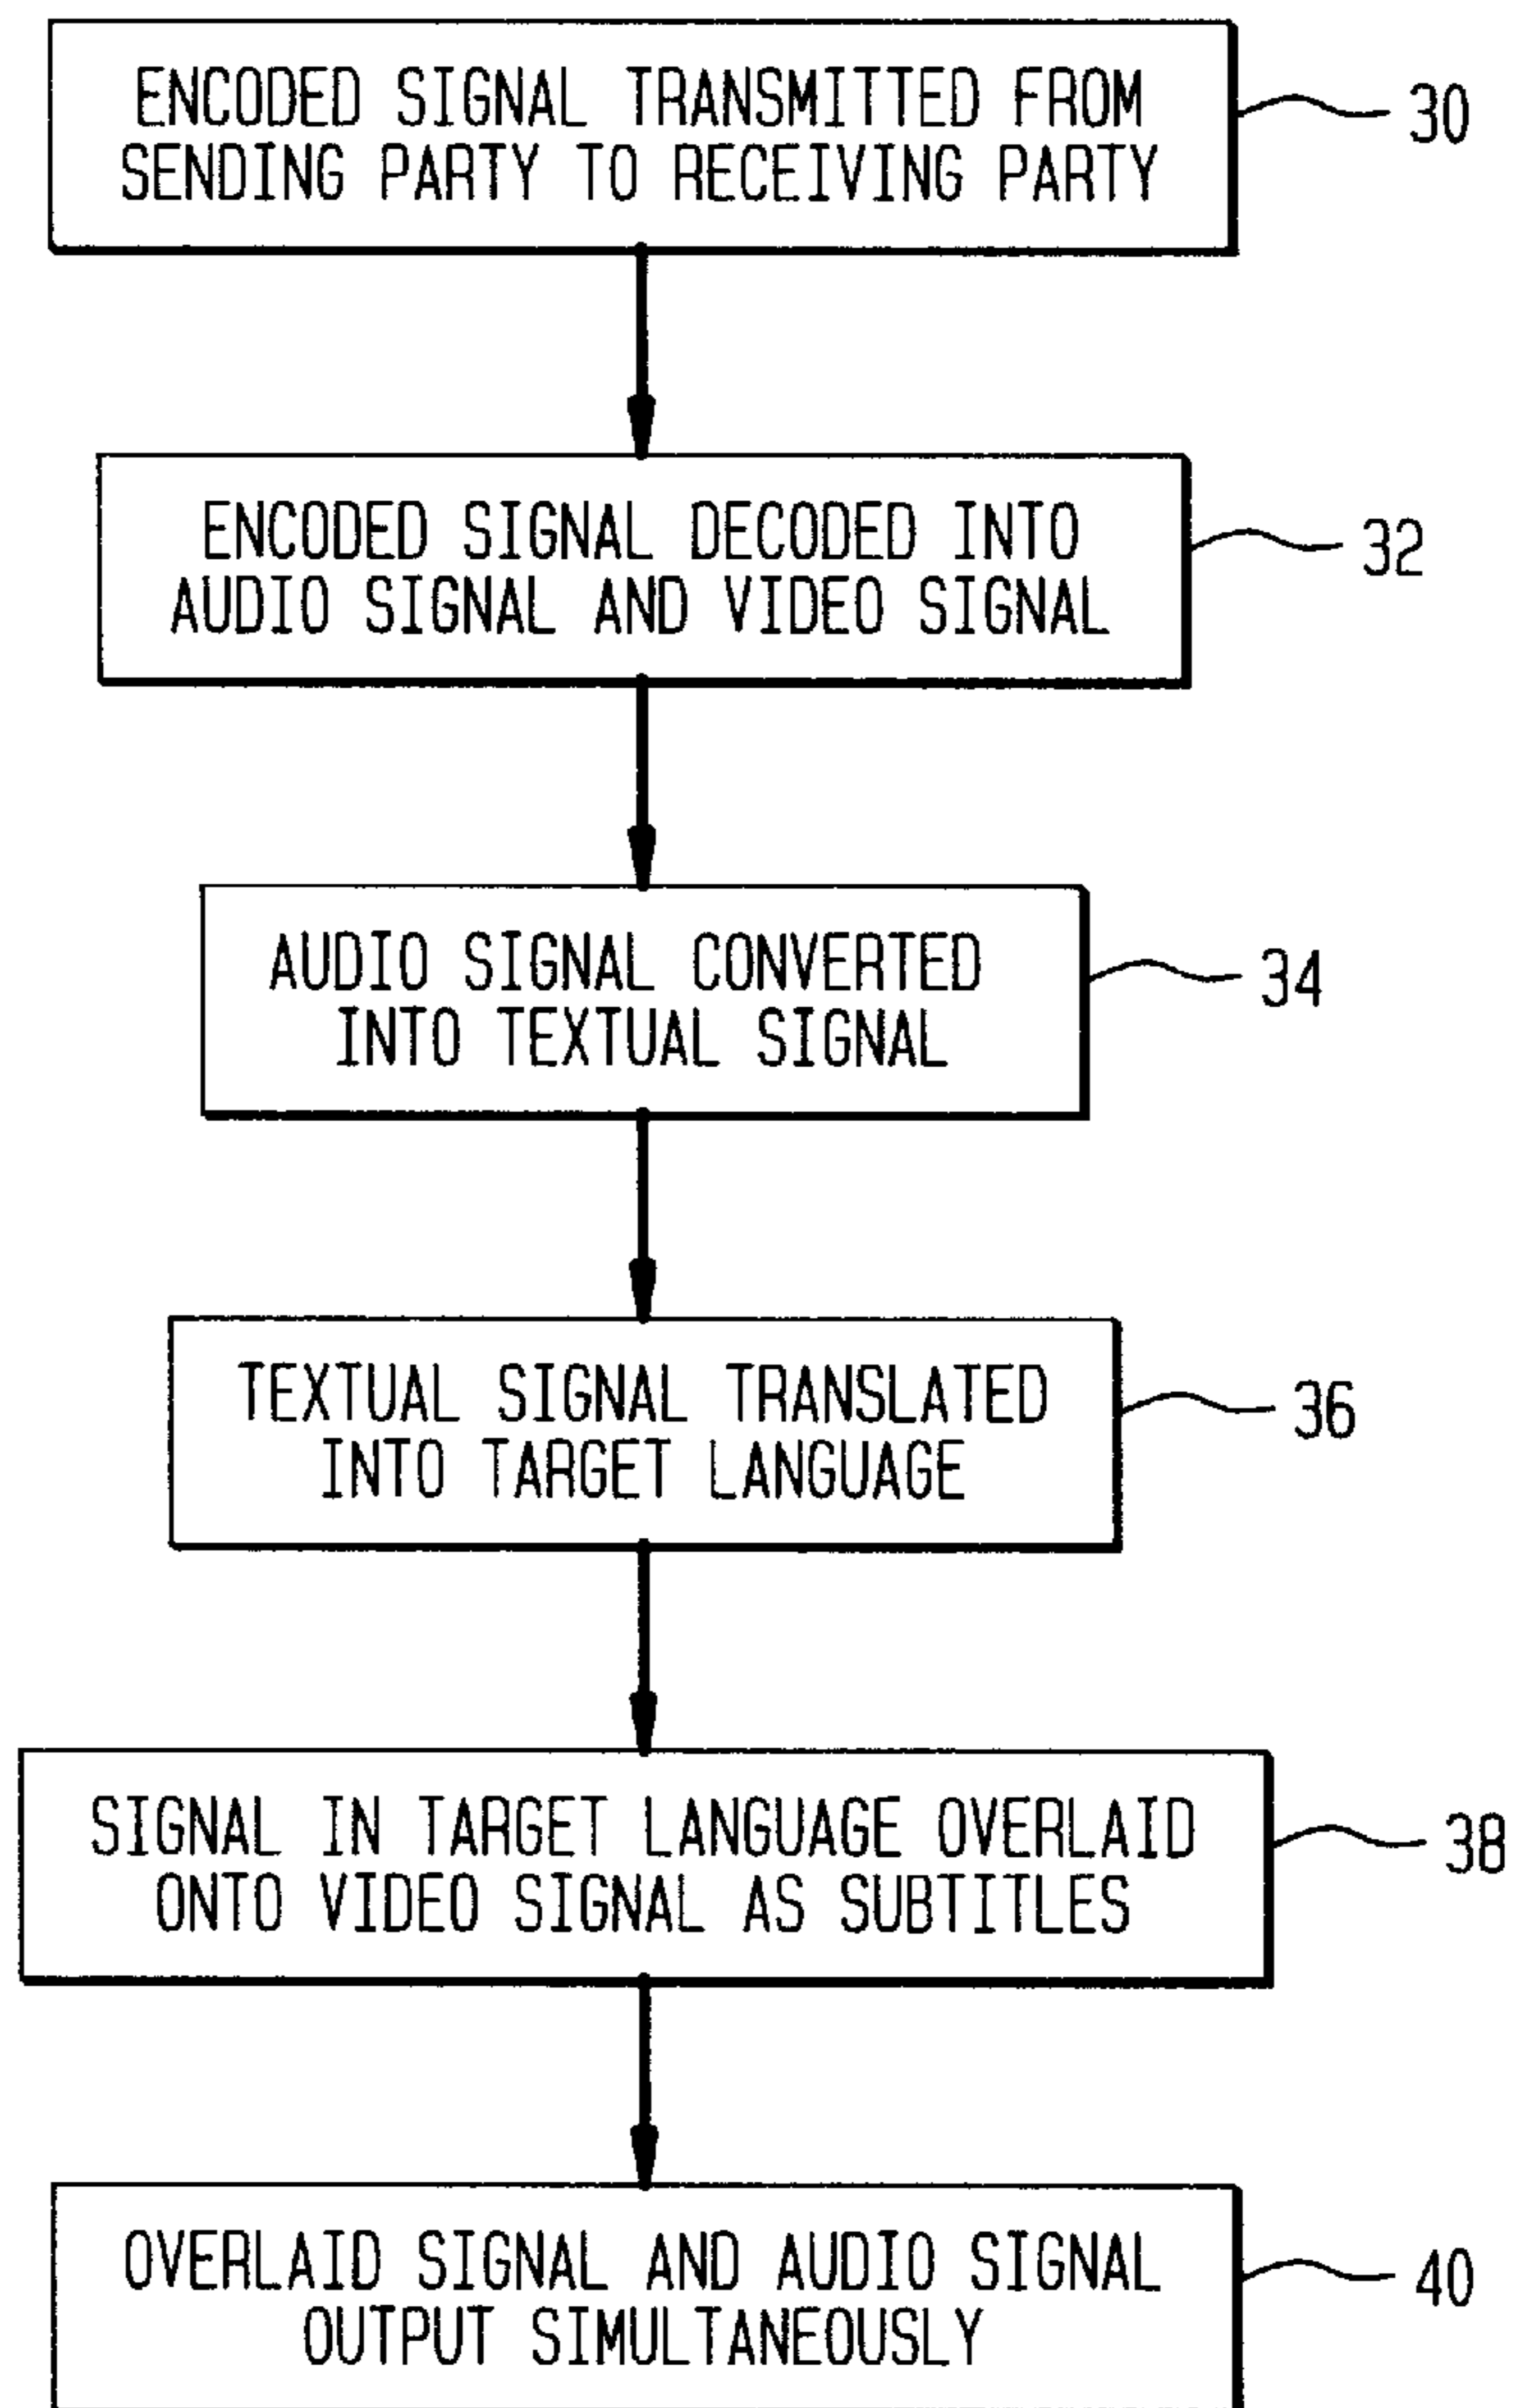 ENCODED SIGNAL TRANSMITTED FROM
SENDING PARTY TO RECEIVING PARTY
30
ENCODED SIGNAL DECODED INTO
AUDIO SIGNAL AND VIDEO SIGNAL
32
AUDIO SIGNAL CONVERTED
INTO TEXTUAL SIGNAL
34
TEXTUAL SIGNAL TRANSLATED
INTO TARGET LANGUAGE
36
SIGNAL IN TARGET LANGUAGE OVERLAID
ONTO VIDEO SIGNAL AS SUBTITLES
38
OVERLAID SIGNAL AND AUDIO SIGNAL
OUTPUT SIMULTANEOUSLY
40